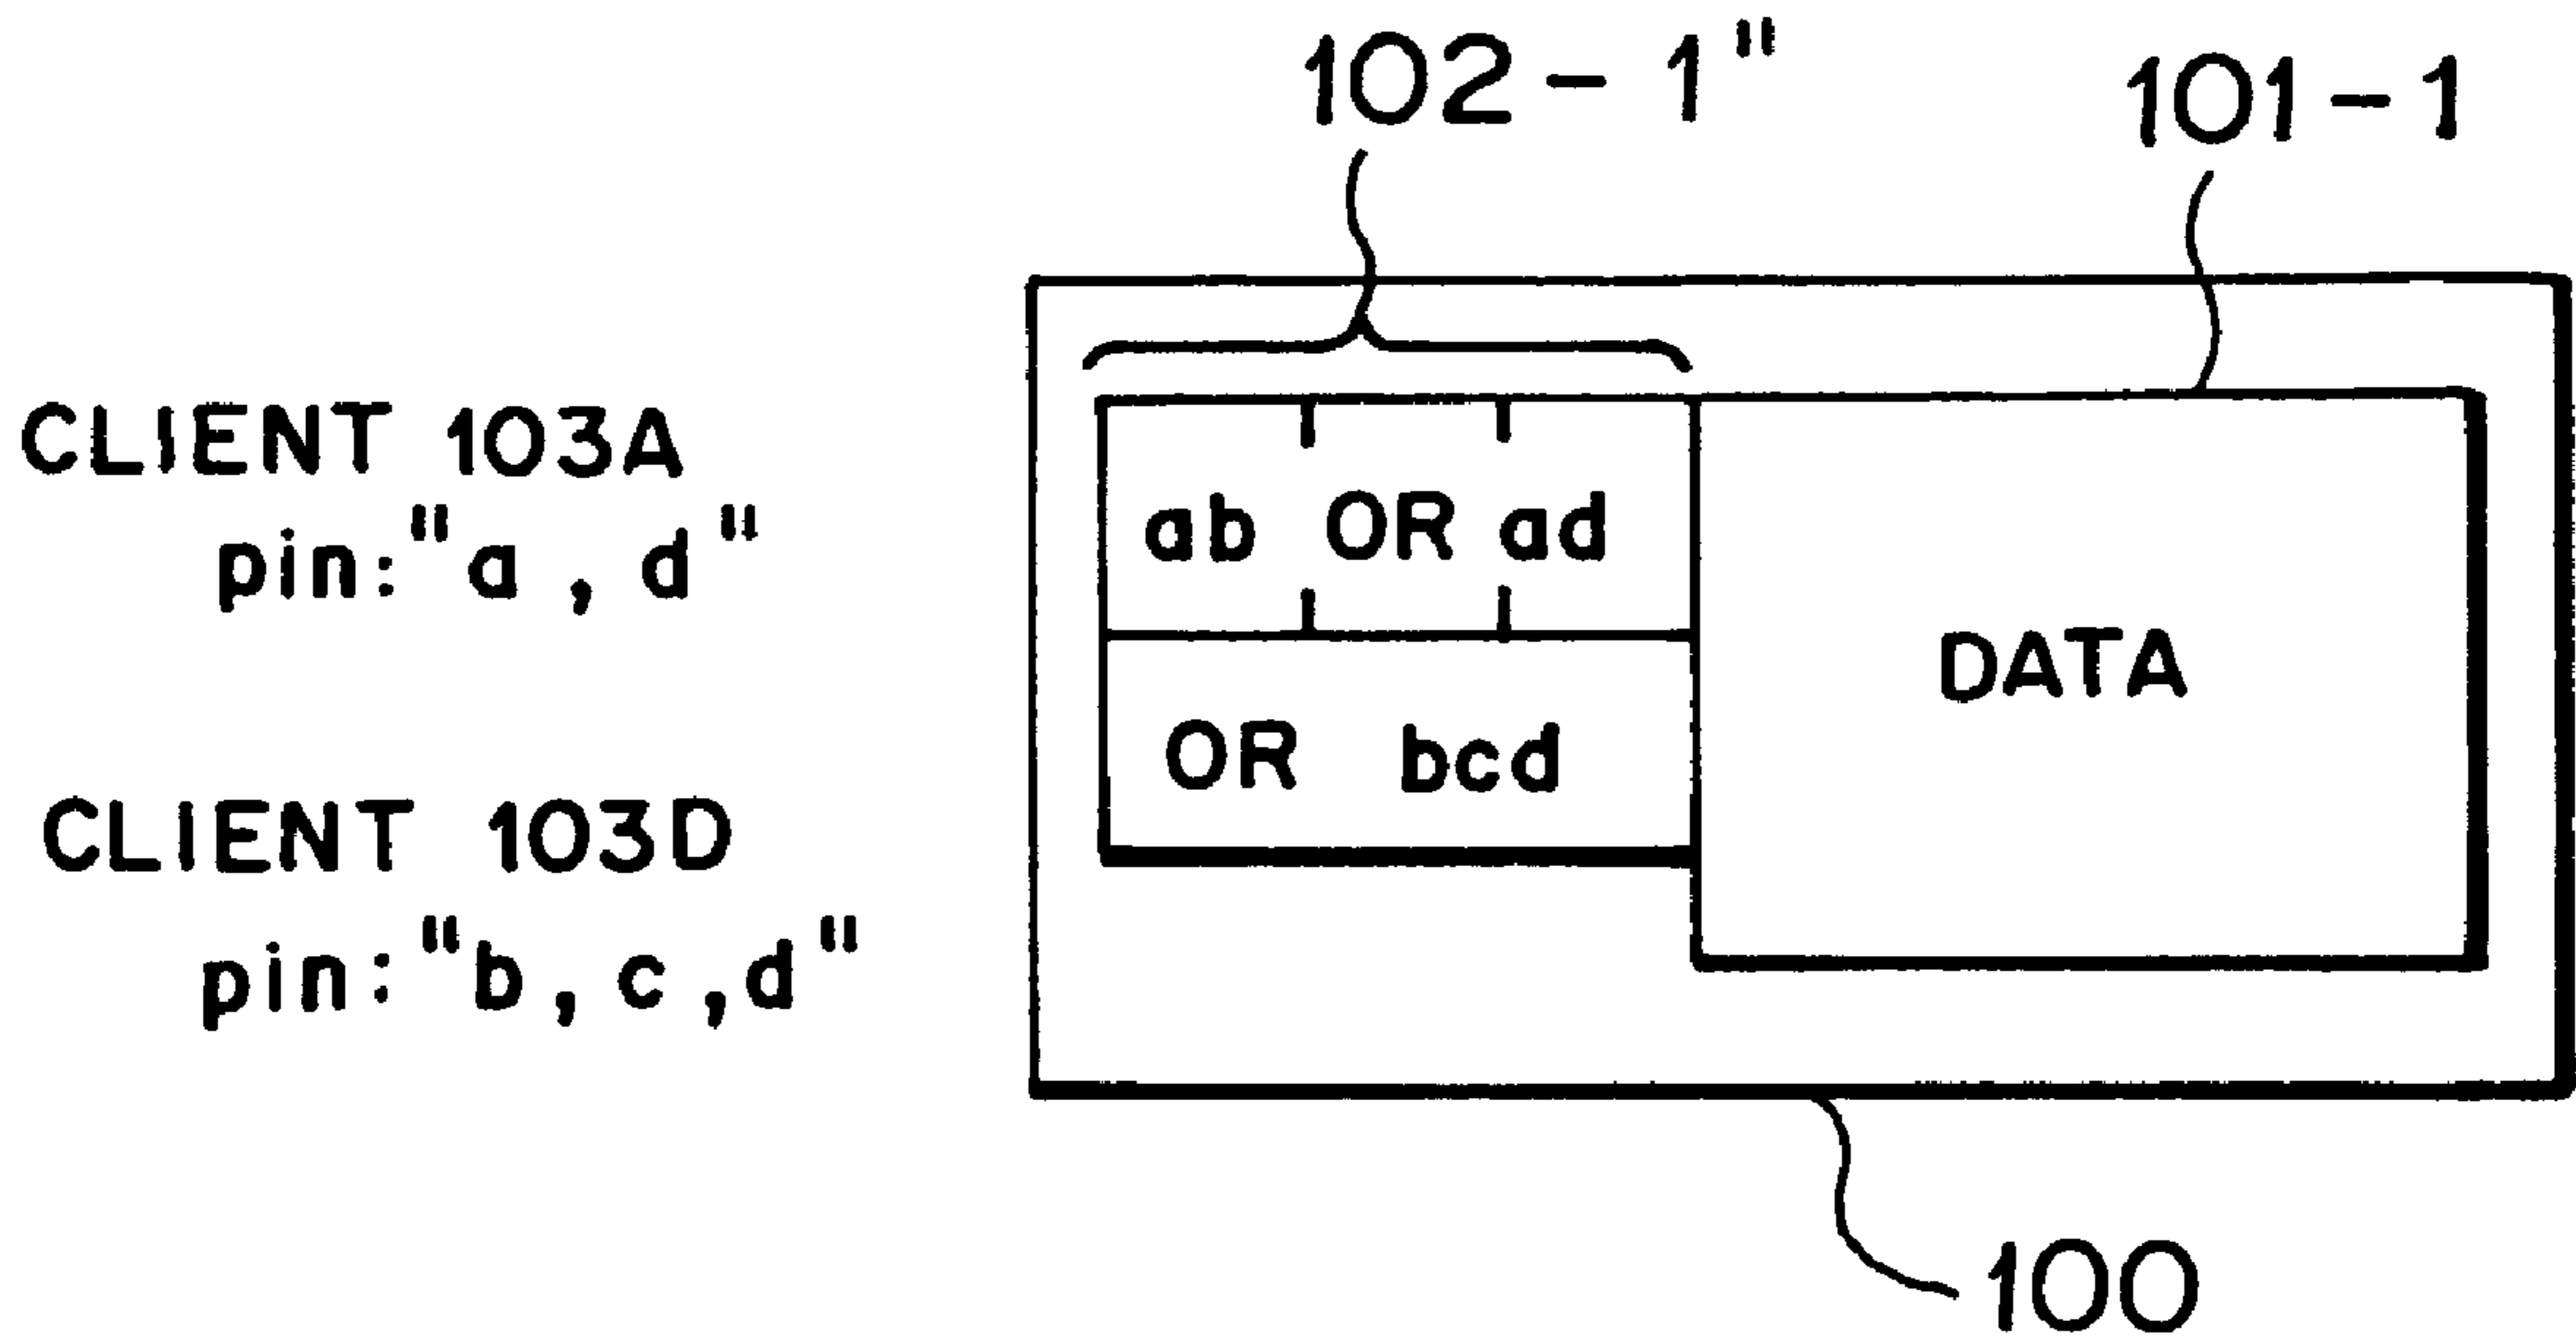 102-1"
101-1
CLIENT 103A
pin:"a , d"
CLIENT 103D
pin:"b , c ,d"
ab OR ad
OR bcd
DATA
100